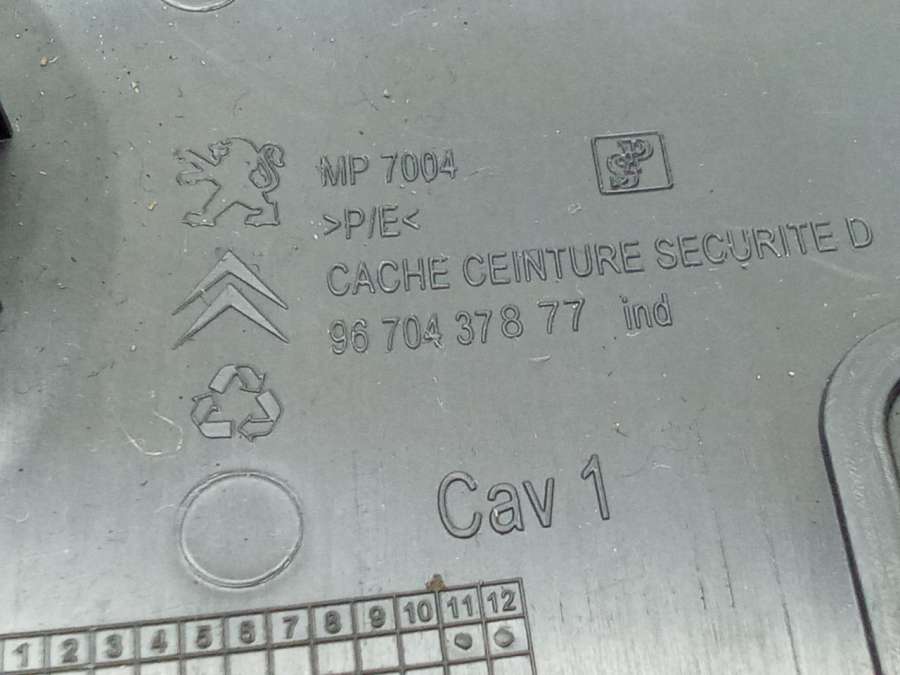 MP 7004
>P/E<
CACHE CEINTURE SECURITE D
96 704 378 77 ind
Cav 1
1 2 3 4 5 6 7 8 9 10 11 12